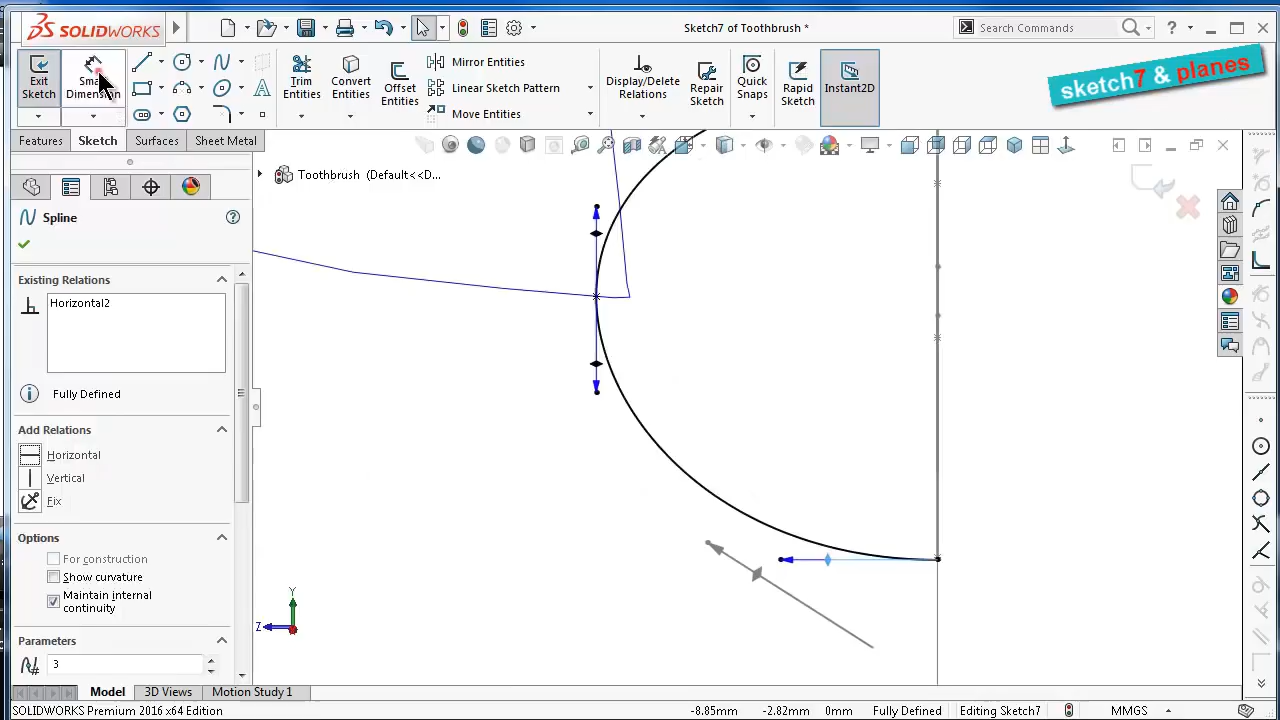 SOLIDWORKS
Sketch7 of Toothbrush *
Search Commands
sketch7 & planes
Exit Sketch
Smart Dimension
Trim Entities
Convert Entities
Offset Entities
Mirror Entities
Linear Sketch Pattern
Move Entities
Display/Delete Relations
Repair Sketch
Quick Snaps
Rapid Sketch
Instant2D
Features
Sketch
Surfaces
Sheet Metal
Toothbrush (Default<<D...
Spline
Existing Relations
Horizontal2
Fully Defined
Add Relations
Horizontal
Vertical
Fix
Options
For construction
Show curvature
Maintain internal
continuity
Parameters
3
Y
Z
Model
3D Views
Motion Study 1
SOLIDWORKS Premium 2016 x64 Edition
-8.85mm
-2.82mm
0mm
Fully Defined
Editing Sketch7
MMGS